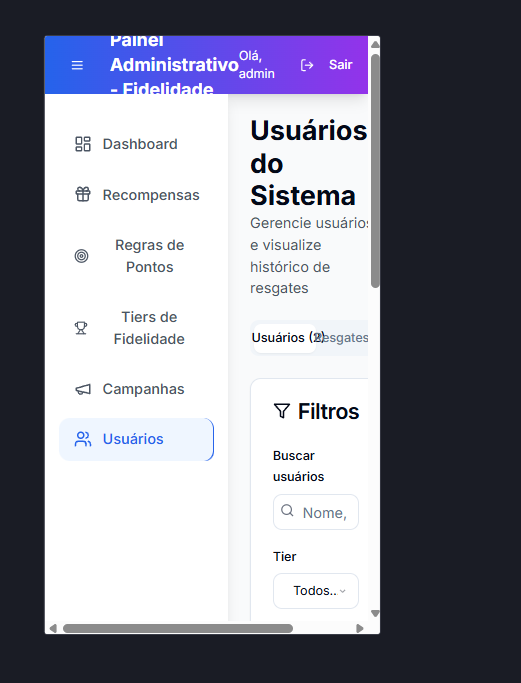 Painel
Administrativo
- Fidelidade
Olá,
admin
Sair
Dashboard
Recompensas
Regras de
Pontos
Tiers de
Fidelidade
Campanhas
Usuários
Usuários
do
Sistema
Gerencie usuários
e visualize
histórico de
resgates
Usuários (2)
Resgates
Filtros
Buscar
usuários
Nome,
Tier
Todos...